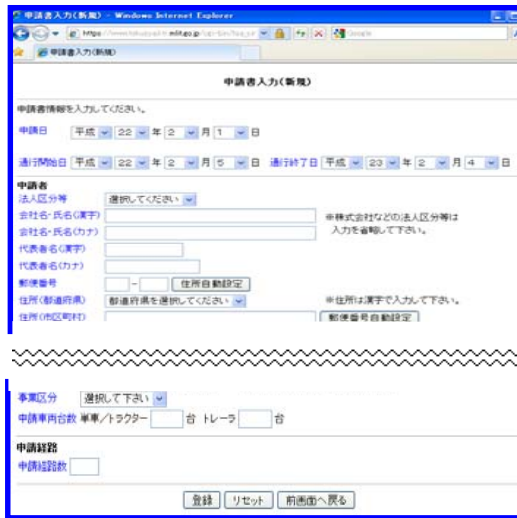 申請書入力(新規) - Windows Internet Explorer
Google
申請書入力(新規)
申請書入力(新規)
申請書情報を入力してください。
申請日 平成 22 年 2 月 1 日
通行開始日 平成 22 年 2 月 5 日 通行終了日 平成 23 年 2 月 4 日
申請者
法人区分等 選択してください
会社名・氏名(漢字) ※株式会社などの法人区分等は
会社名・氏名(カナ) 入力を省略して下さい。
代表者名(漢字)
代表者名(カナ)
郵便番号 - 住所自動設定
住所(都道府県) 都道府県を選択してください ※住所は漢字で入力して下さい。
住所(市区町村) 郵便番号自動設定
事業区分 選択して下さい
申請車両台数 単車/トラクター 台 トレーラ 台
申請経路
申請経路数
登録 リセット 前画面へ戻る